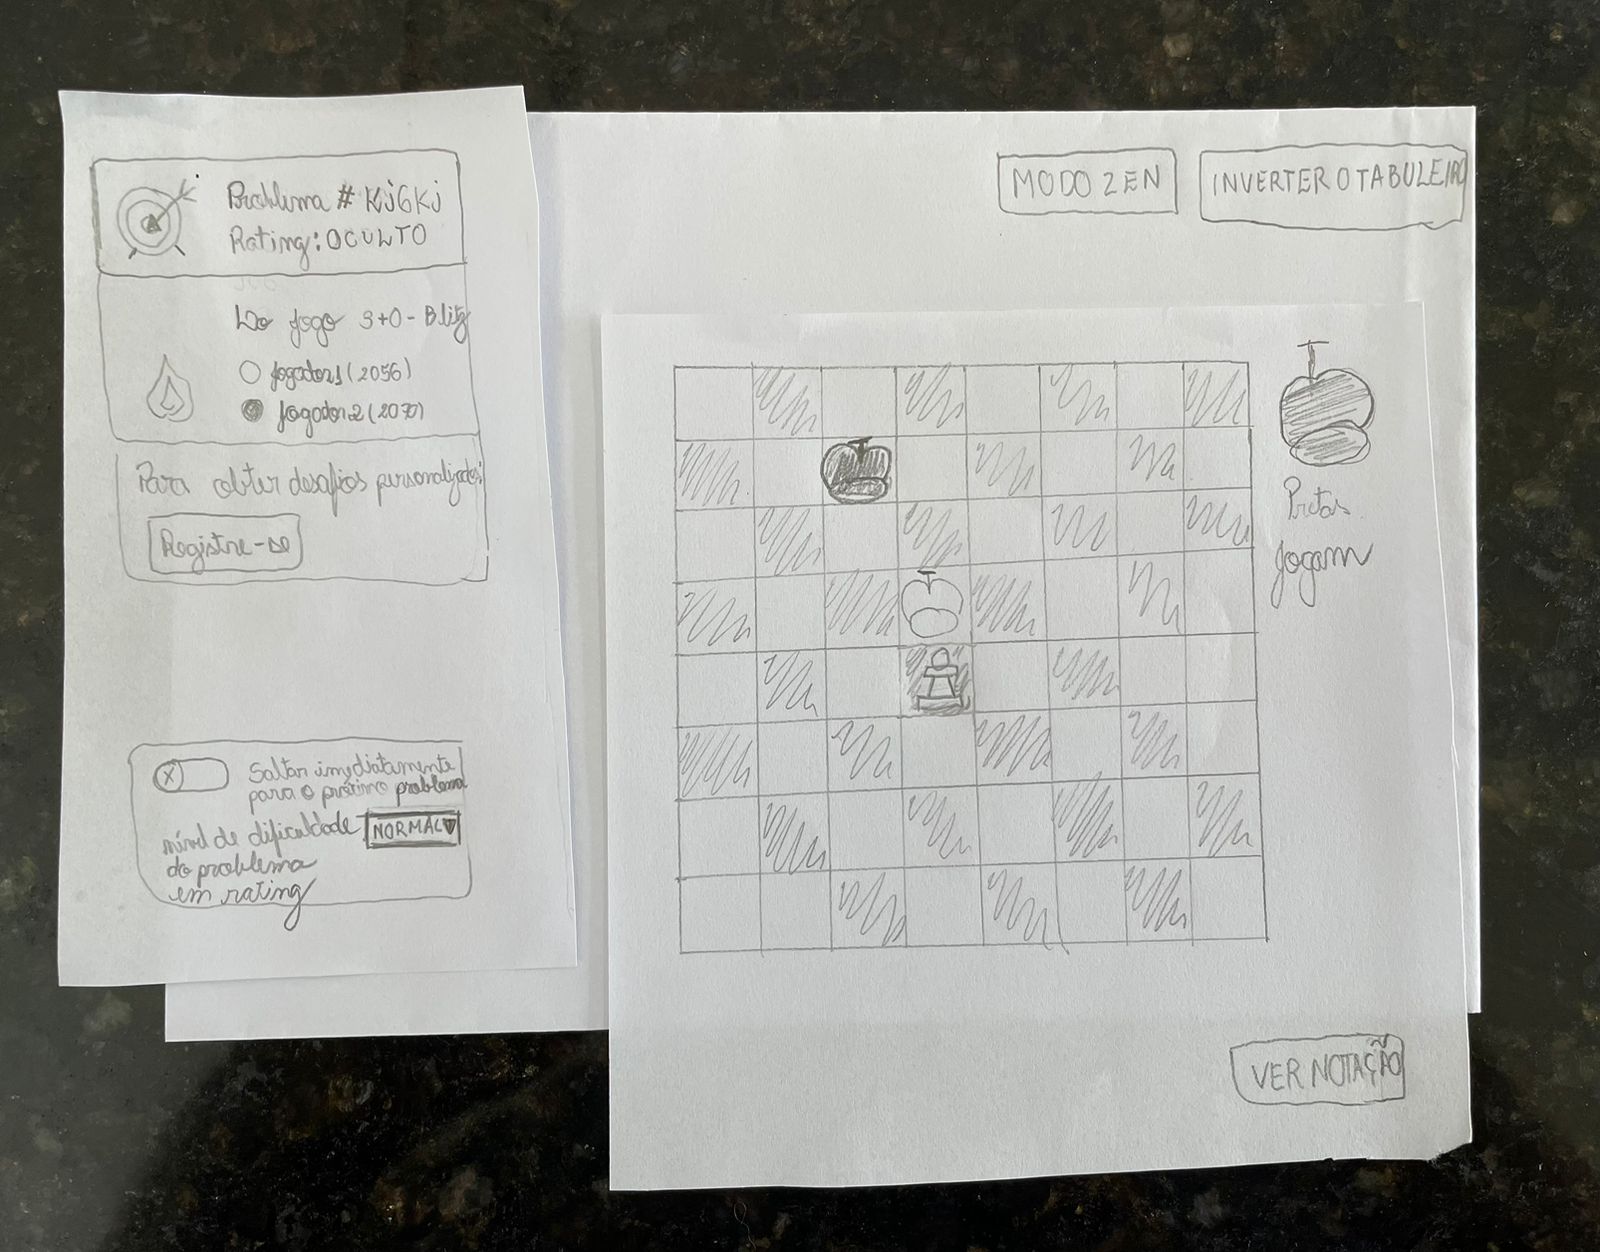 Problema #Kj6Kj
Rating: OCULTO
Do jogo 3+0 - Blitz
Jogador1 (2056)
Jogador2 (2070)
Para obter desafios personalizados:
Registre-se
Saltar imediatamente
para o próximo problema
nível de dificuldade NORMAL
do problema
em rating
MODO ZEN
INVERTER O TABULEIRO
Pretas
Jogam
VER NOTAÇÃO